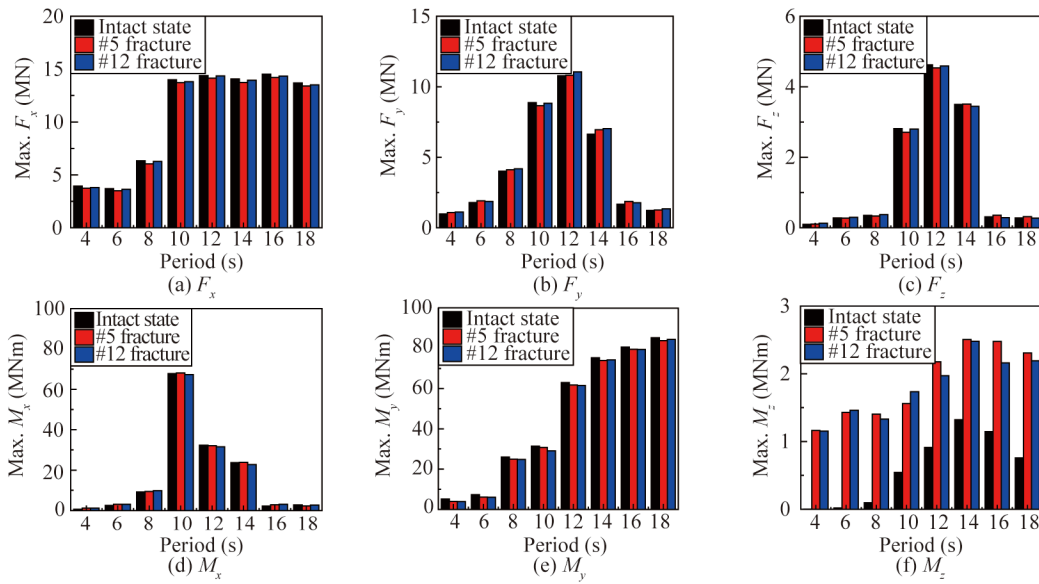 20
15
10
5
0
Max. Fx (MN)
Intact state
#5 fracture
#12 fracture
4 6 8 10 12 14 16 18
Period (s)
(a) Fx
15
10
5
0
Max. Fy (MN)
Intact state
#5 fracture
#12 fracture
4 6 8 10 12 14 16 18
Period (s)
(b) Fy
6
4
2
0
Max. Fz (MN)
Intact state
#5 fracture
#12 fracture
4 6 8 10 12 14 16 18
Period (s)
(c) Fz
100
80
60
40
20
0
Max. Mx (MNm)
Intact state
#5 fracture
#12 fracture
4 6 8 10 12 14 16 18
Period (s)
(d) Mx
100
80
60
40
20
0
Max. My (MNm)
Intact state
#5 fracture
#12 fracture
4 6 8 10 12 14 16 18
Period (s)
(e) My
3
2
1
0
Max. Mz (MNm)
Intact state
#5 fracture
#12 fracture
4 6 8 10 12 14 16 18
Period (s)
(f) Mz